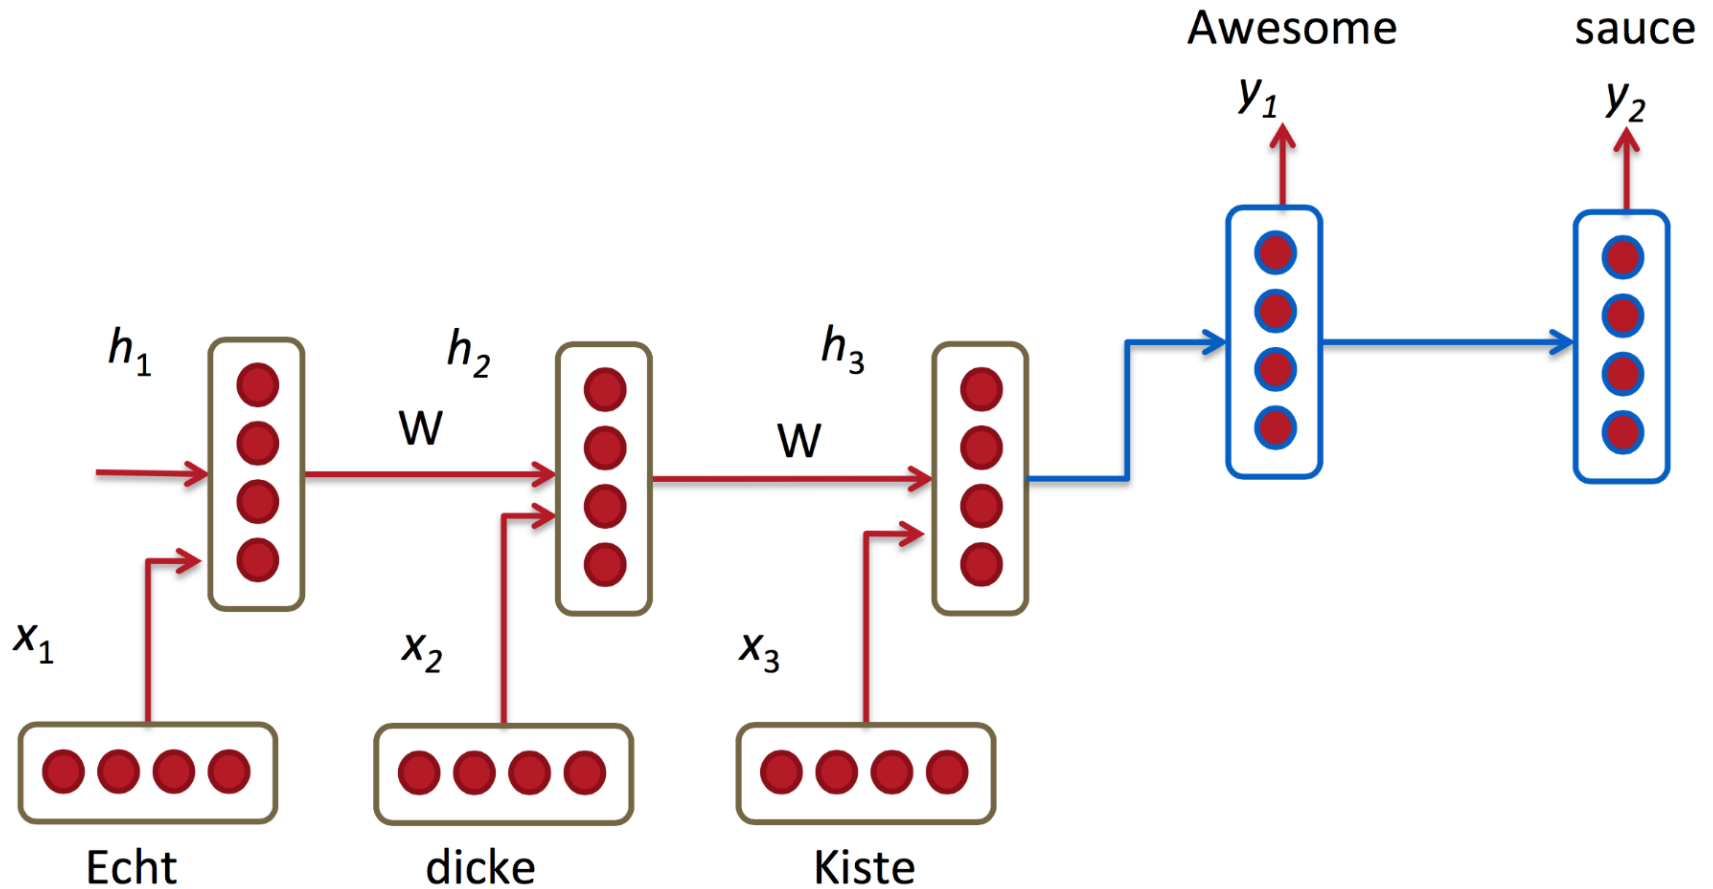 Awesome sauce
y1 y2
h1 h2 h3
W W
x1 x2 x3
Echt dicke Kiste